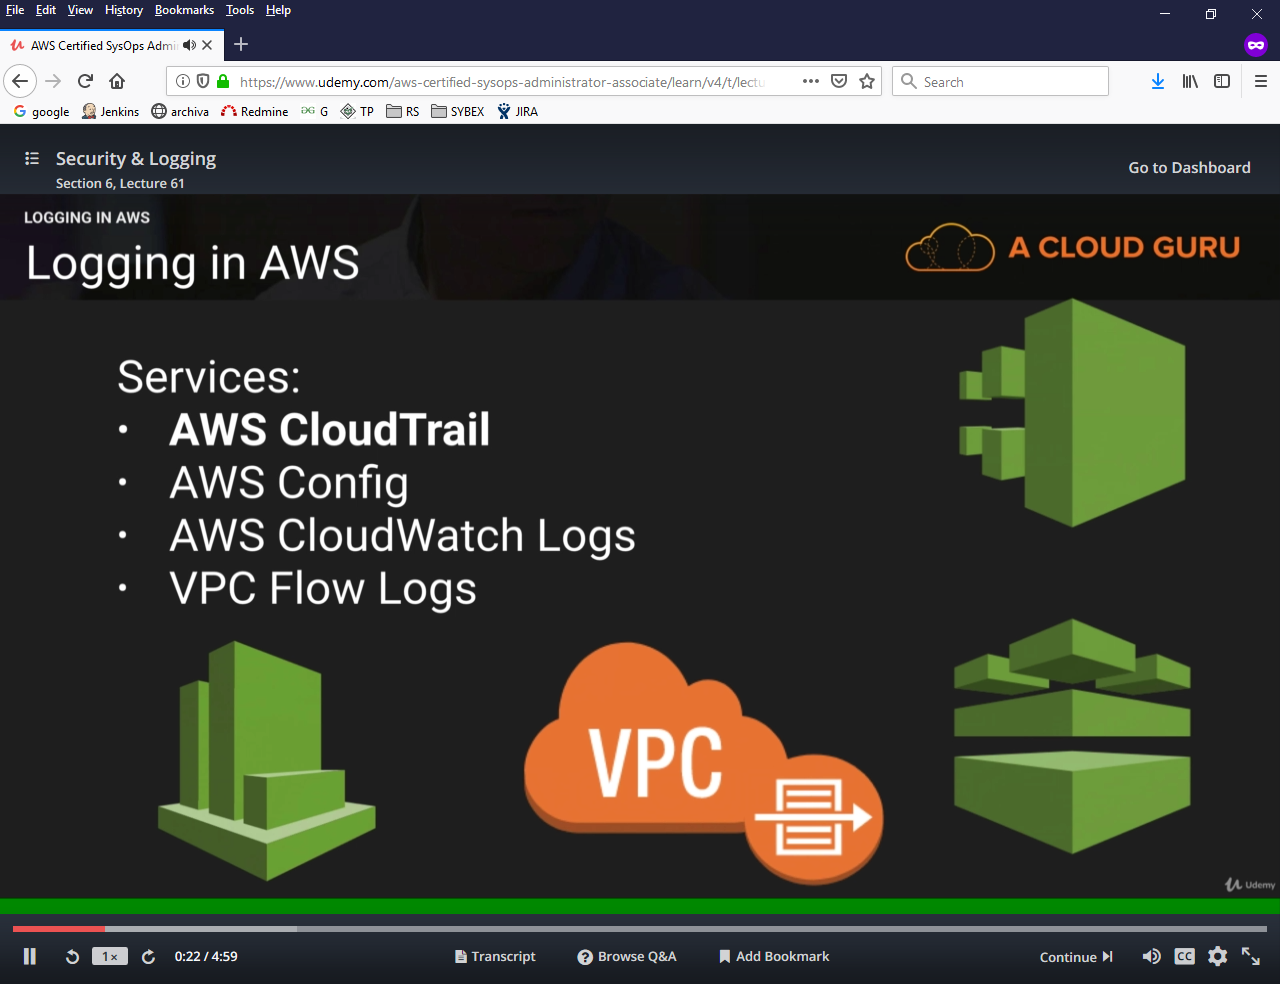 File Edit View History Bookmarks Tools Help
AWS Certified SysOps Admi
https://www.udemy.com/aws-certified-sysops-administrator-associate/learn/v4/t/lectu
Search
google Jenkins archiva Redmine G TP RS SYBEX JIRA
Security & Logging
Section 6, Lecture 61
Go to Dashboard
LOGGING IN AWS
Logging in AWS
A CLOUD GURU
Services:
• AWS CloudTrail
• AWS Config
• AWS CloudWatch Logs
• VPC Flow Logs
VPC
Udemy
1× 0:22 / 4:59 Transcript Browse Q&A Add Bookmark Continue CC